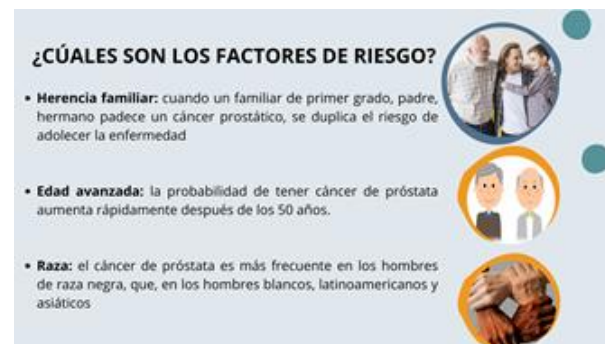 ¿CÚALES SON LOS FACTORES DE RIESGO?
• Herencia familiar: cuando un familiar de primer grado, padre,
hermano padece un cáncer prostático, se duplica el riesgo de
adolecer la enfermedad
• Edad avanzada: la probabilidad de tener cáncer de próstata
aumenta rápidamente después de los 50 años.
• Raza: el cáncer de próstata es más frecuente en los hombres
de raza negra, que, en los hombres blancos, latinoamericanos y
asiáticos